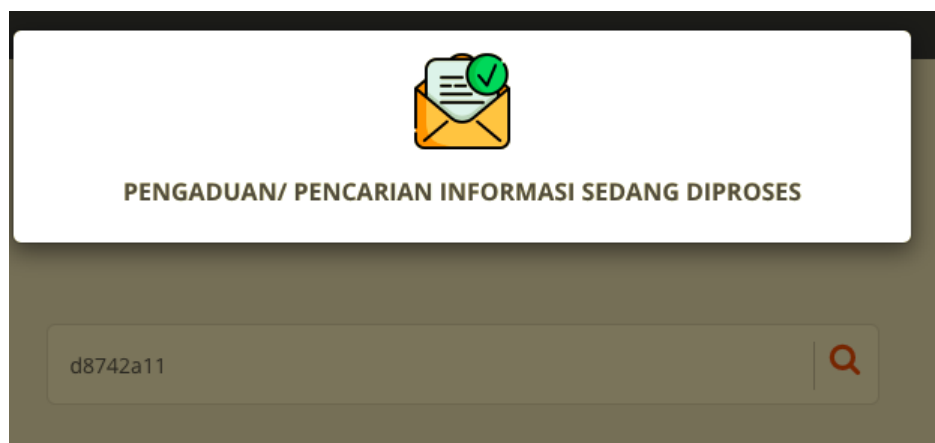 PENGADUAN/ PENCARIAN INFORMASI SEDANG DIPROSES
d8742a11